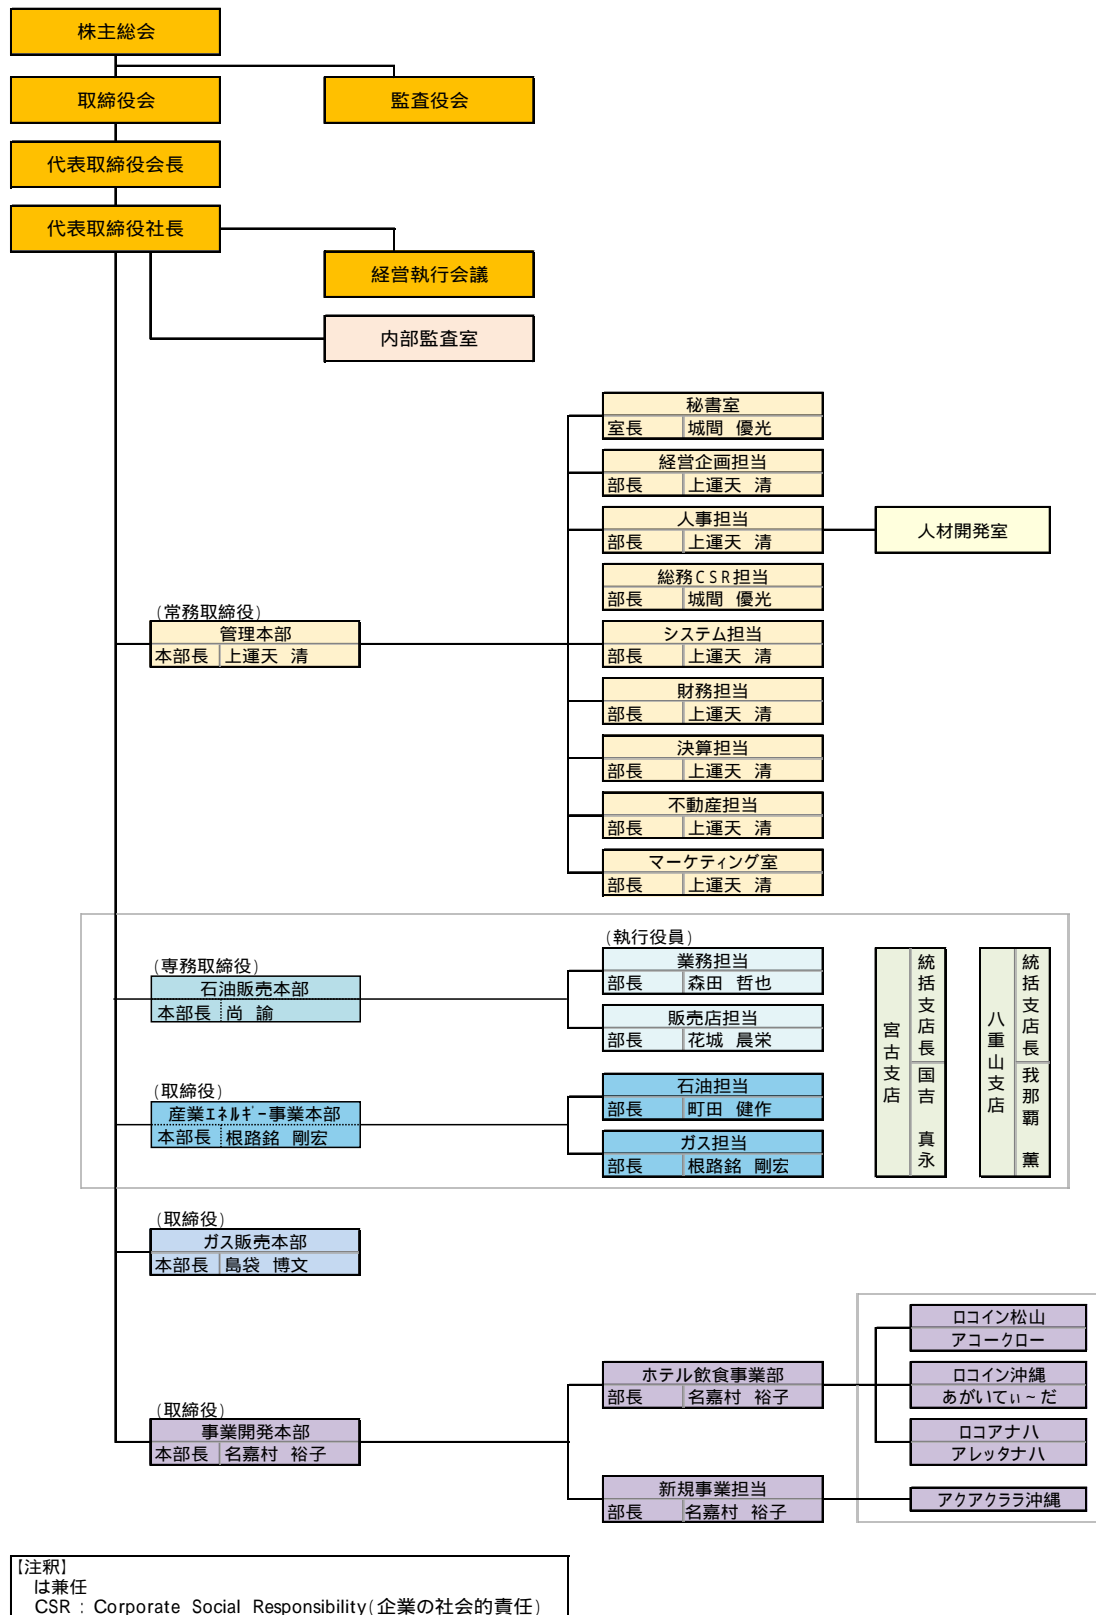 株主総会
取締役会
監査役会
代表取締役会長
代表取締役社長
経営執行会議
内部監査室
秘書室
室長 城間 優光
経営企画担当
部長 上運天 清
人事担当
部長 上運天 清
人材開発室
総務CSR担当
部長 城間 優光
(常務取締役)
管理本部
本部長 上運天 清
システム担当
部長 上運天 清
財務担当
部長 上運天 清
決算担当
部長 上運天 清
不動産担当
部長 上運天 清
マーケティング室
部長 上運天 清
(専務取締役)
石油販売本部
本部長 尚 諭
(執行役員)
業務担当
部長 森田 哲也
販売店担当
部長 花城 晨栄
(取締役)
産業ｴﾈﾙｷﾞｰ事業本部
本部長 根路銘 剛宏
石油担当
部長 町田 健作
ガス担当
部長 根路銘 剛宏
宮古支店
統括支店長 国吉 真永
八重山支店
統括支店長 我那覇 薫
(取締役)
ガス販売本部
本部長 島袋 博文
(取締役)
事業開発本部
本部長 名嘉村 裕子
ホテル飲食事業部
部長 名嘉村 裕子
新規事業担当
部長 名嘉村 裕子
ロコイン松山
アコークロー
ロコイン沖縄
あがいてぃ～だ
ロコアナハ
アレッタナハ
アクアクララ沖縄
【注釈】
は兼任
CSR : Corporate Social Responsibility(企業の社会的責任)